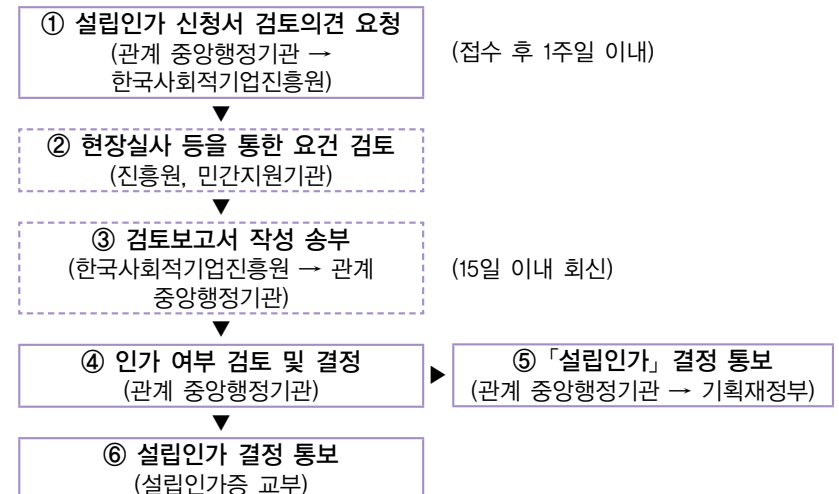 ① 설립인가 신청서 검토의견 요청
(관계 중앙행정기관 →
한국사회적기업진흥원)
(접수 후 1주일 이내)
▼
② 현장실사 등을 통한 요건 검토
(진흥원, 민간지원기관)
▼
③ 검토보고서 작성 송부
(한국사회적기업진흥원 → 관계
중앙행정기관)
(15일 이내 회신)
▼
④ 인가 여부 검토 및 결정
(관계 중앙행정기관)
▶
⑤「설립인가」결정 통보
(관계 중앙행정기관 → 기획재정부)
▼
⑥ 설립인가 결정 통보
(설립인가증 교부)